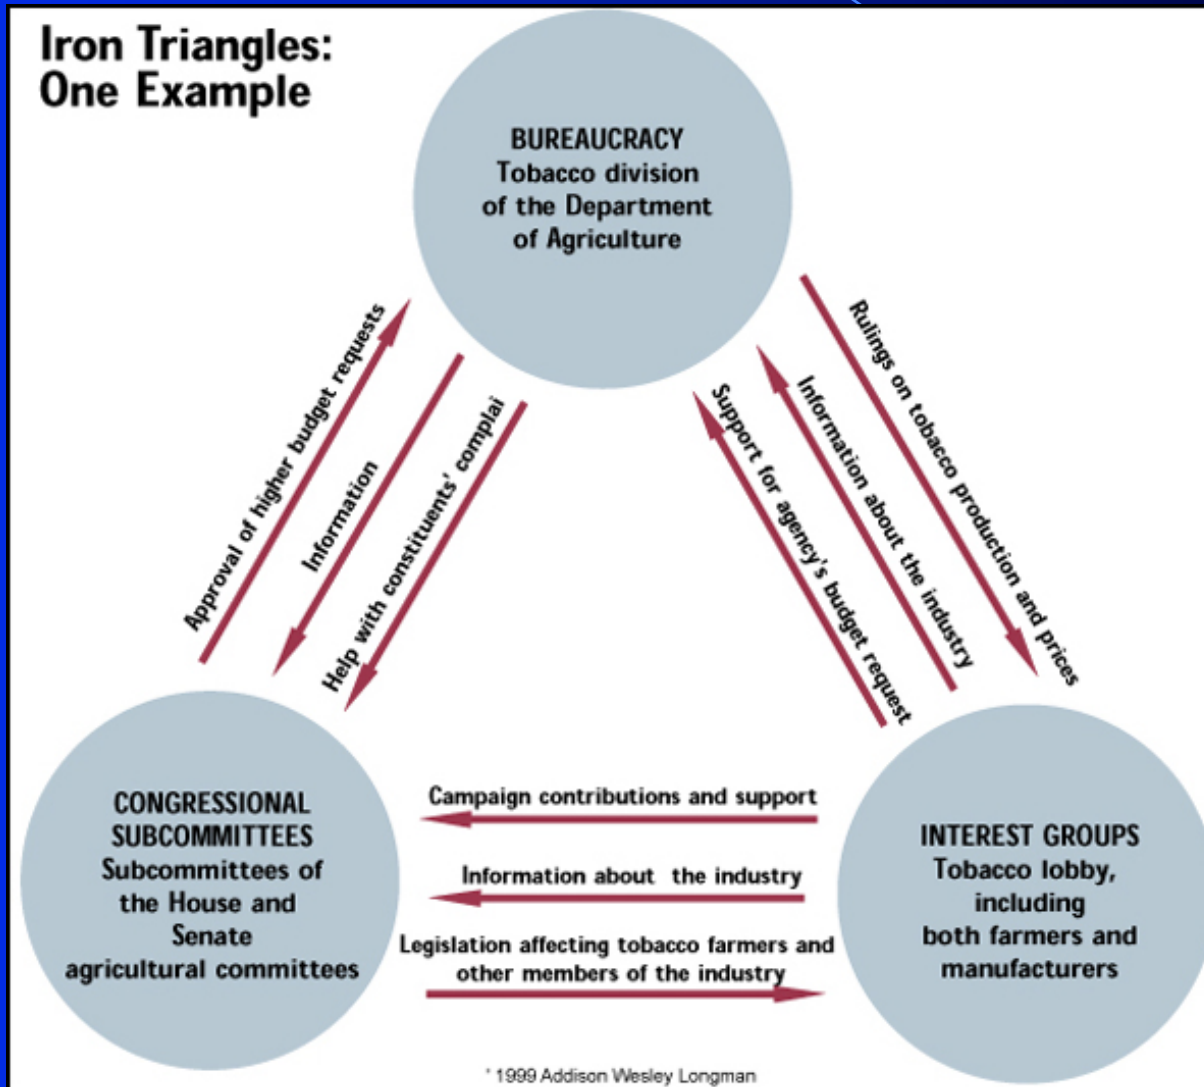 Iron Triangles:
One Example
BUREAUCRACY
Tobacco division
of the Department
of Agriculture
Approval of higher budget requests
Information
Help with constituents' complai
Support for agency's budget request
Information about the industry
Rulings on tobacco production and prices
CONGRESSIONAL
SUBCOMMITTEES
Subcommittees of
the House and
Senate
agricultural committees
Campaign contributions and support
Information about the industry
Legislation affecting tobacco farmers and
other members of the industry
INTEREST GROUPS
Tobacco lobby,
including
both farmers and
manufacturers
' 1999 Addison Wesley Longman